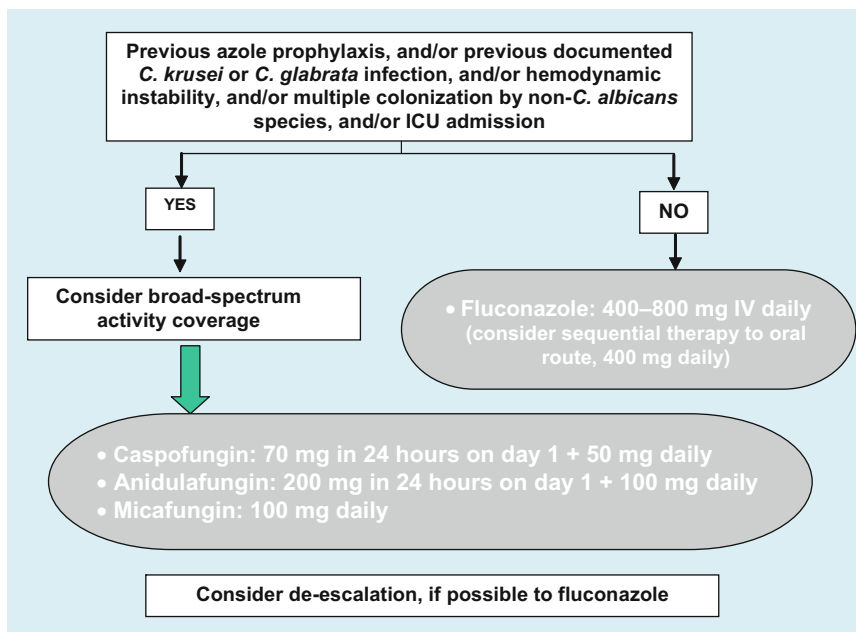 Previous azole prophylaxis, and/or previous documented
C. krusei or C. glabrata infection, and/or hemodynamic
instability, and/or multiple colonization by non-C. albicans
species, and/or ICU admission
YES
NO
Consider broad-spectrum
activity coverage
• Fluconazole: 400–800 mg IV daily
(consider sequential therapy to oral
route, 400 mg daily)
• Caspofungin: 70 mg in 24 hours on day 1 + 50 mg daily
• Anidulafungin: 200 mg in 24 hours on day 1 + 100 mg daily
• Micafungin: 100 mg daily
Consider de-escalation, if possible to fluconazole